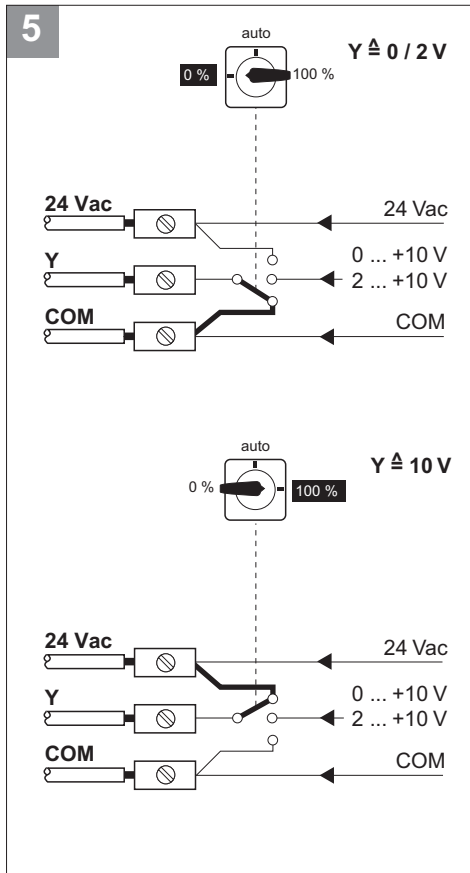 5
auto
Y ≙ 0 / 2 V
0 % 100 %
24 Vac 24 Vac
Y 0 ... +10 V
2 ... +10 V
COM COM
auto
Y ≙ 10 V
0 % 100 %
24 Vac 24 Vac
Y 0 ... +10 V
2 ... +10 V
COM COM